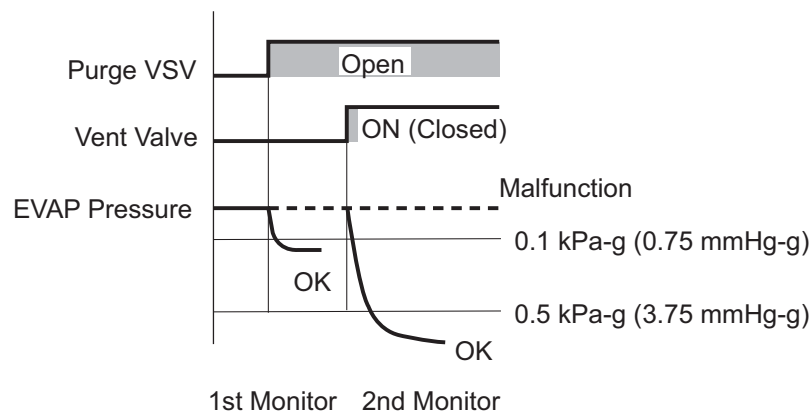 Purge VSV
Open
Vent Valve
ON (Closed)
EVAP Pressure
Malfunction
0.1 kPa-g (0.75 mmHg-g)
OK
0.5 kPa-g (3.75 mmHg-g)
OK
1st Monitor
2nd Monitor